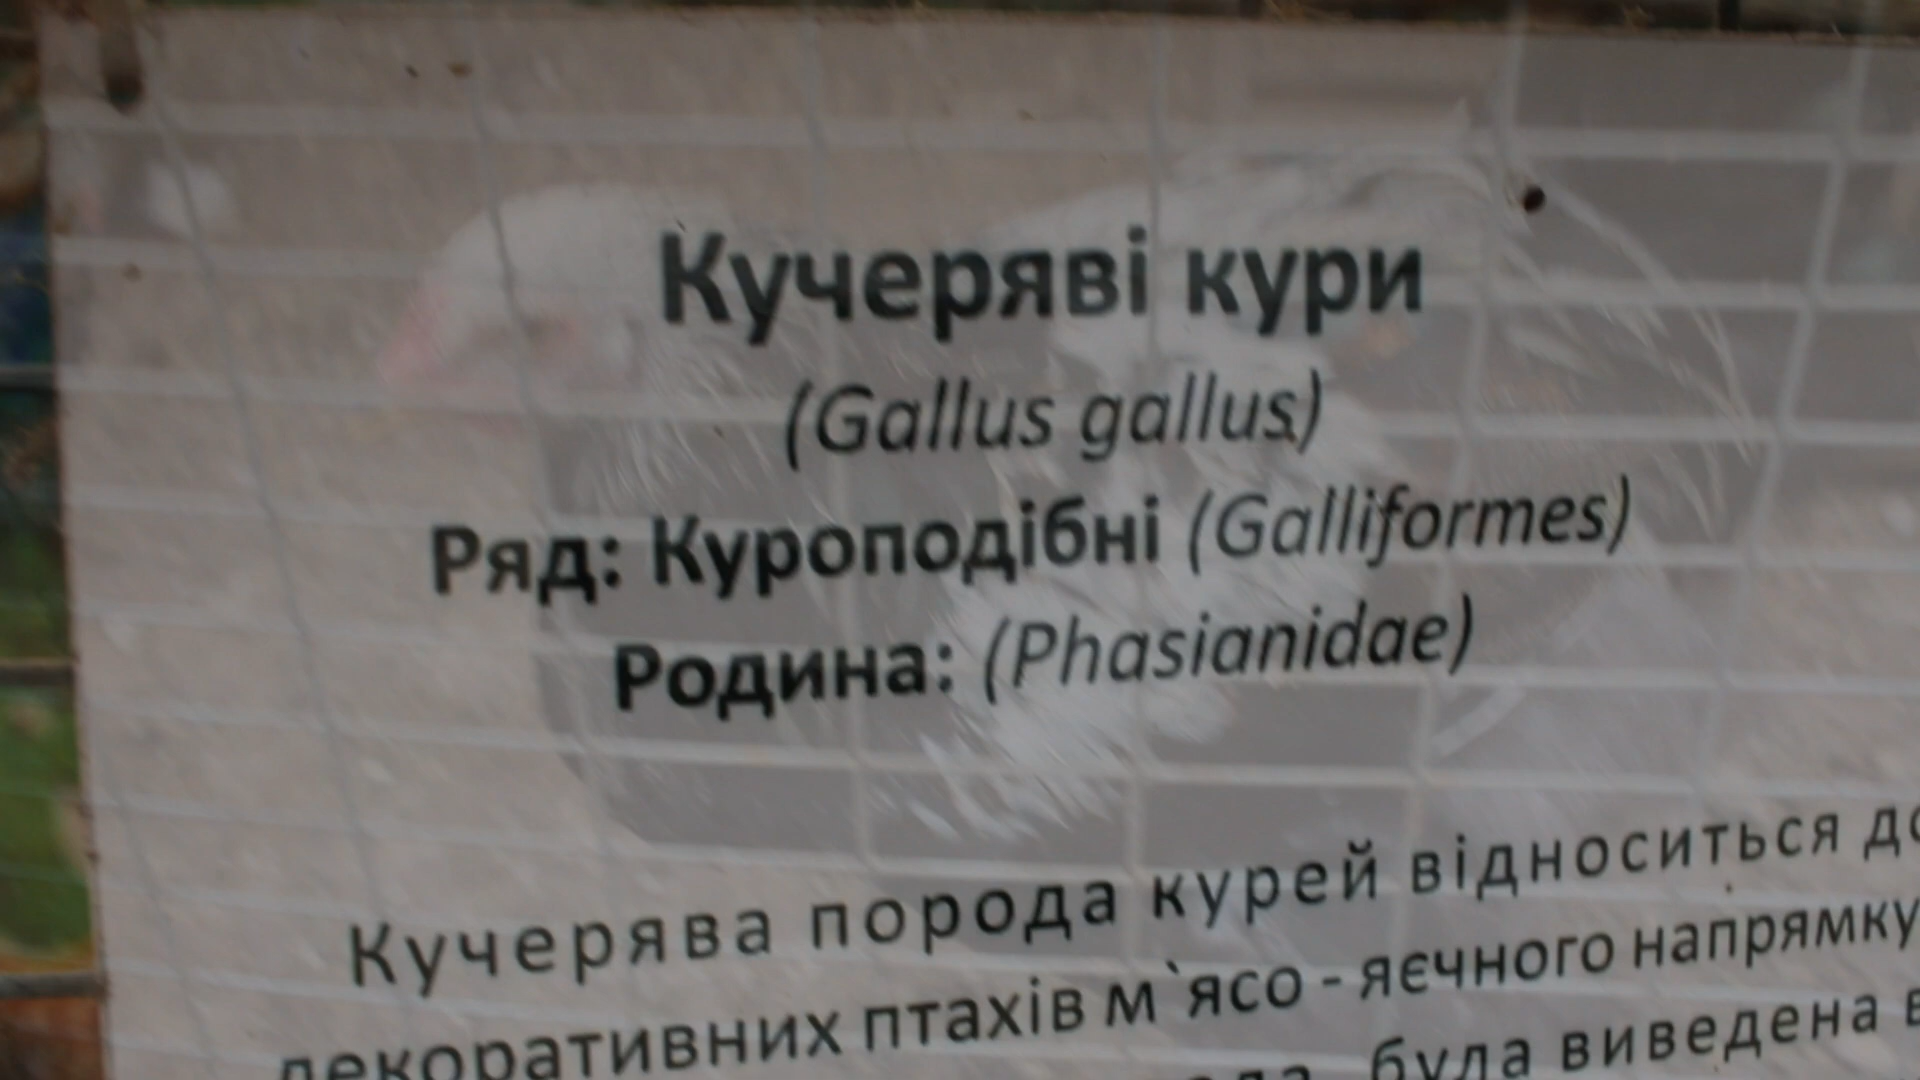 Кучеряві кури
(Gallus gallus)
Ряд: Куроподібні (Galliformes)
Родина: (Phasianidae)
Кучерява порода курей відноситься до
декоративних птахів м`ясо - яєчного напрямку
була виведена в